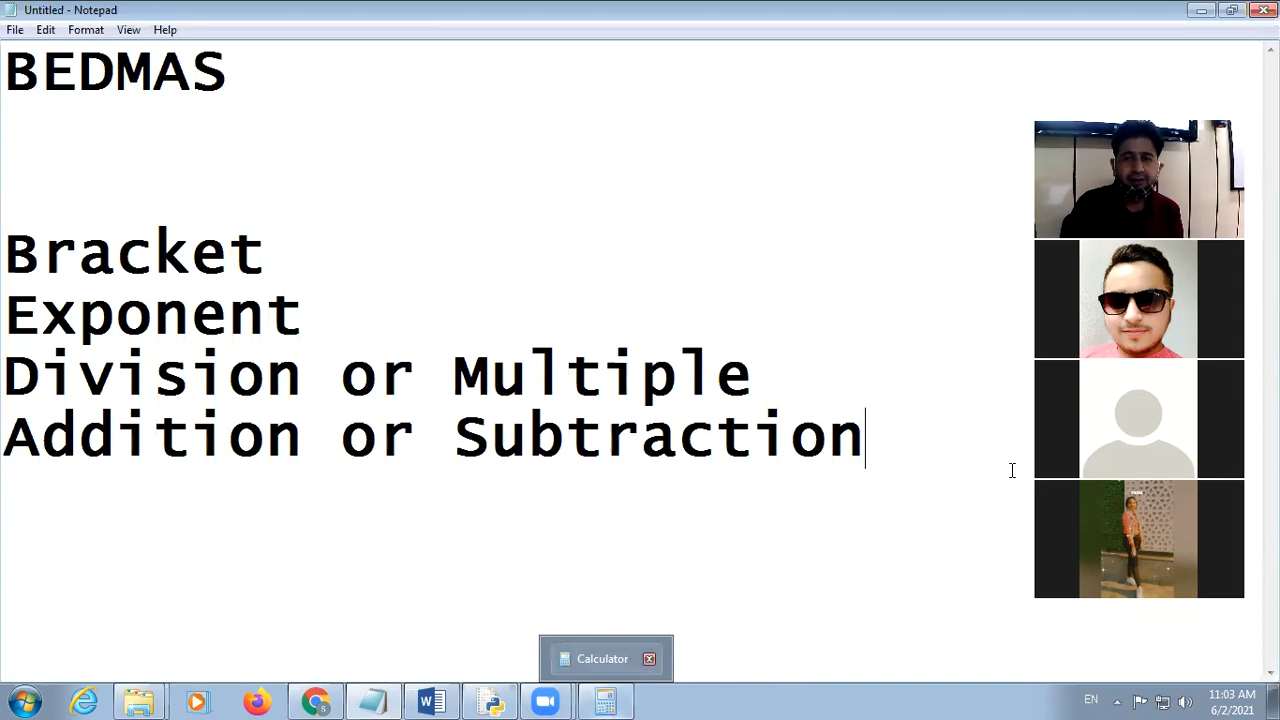 Untitled - Notepad
File Edit Format View Help
BEDMAS
Bracket
Exponent
Division or Multiple
Addition or Subtraction
Calculator
EN
11:03 AM
6/2/2021